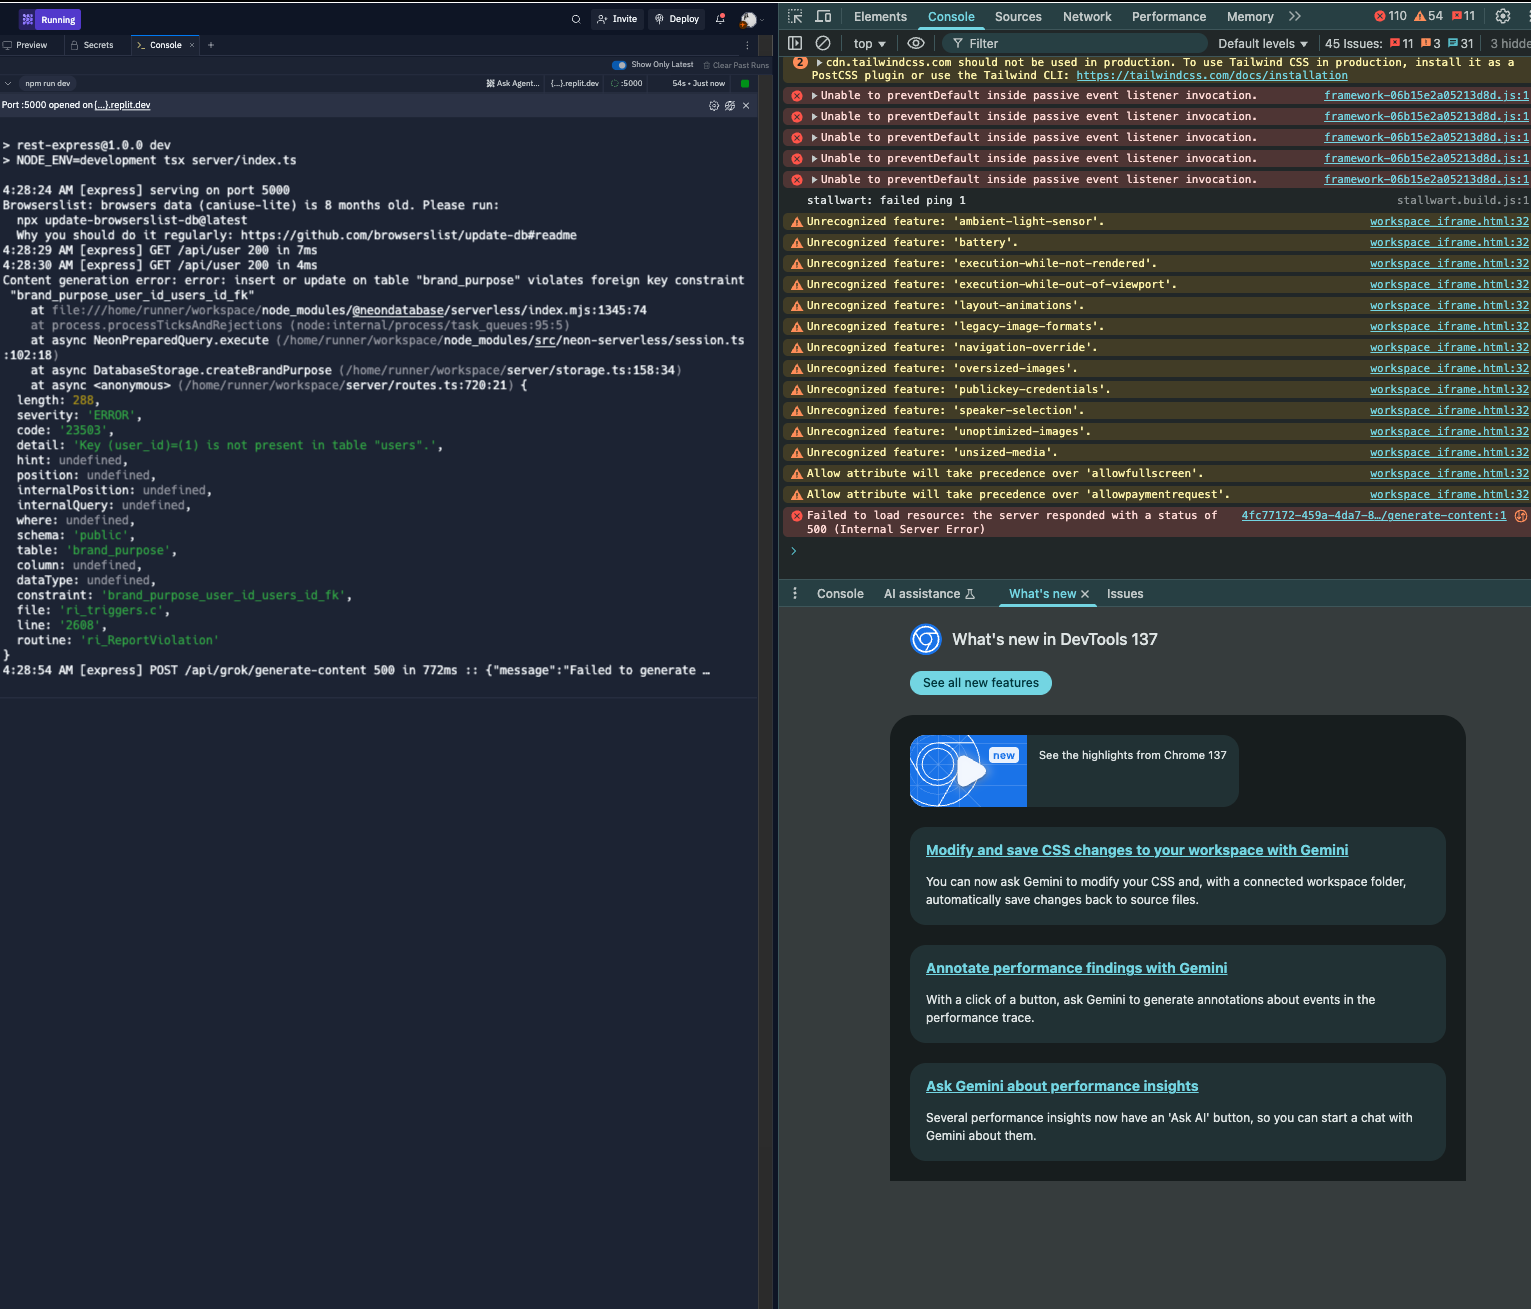 Running
Invite
Deploy
Preview
Secrets
Console
Show Only Latest
Clear Past Runs
npm run dev
Ask Agent...
{...}.replit.dev
:5000
54s • Just now
Port :5000 opened on {...}.replit.dev
> rest-express@1.0.0 dev
> NODE_ENV=development tsx server/index.ts
4:28:24 AM [express] serving on port 5000
Browserslist: browsers data (caniuse-lite) is 8 months old. Please run:
npx update-browserslist-db@latest
Why you should do it regularly: https://github.com/browserslist/update-db#readme
4:28:29 AM [express] GET /api/user 200 in 7ms
4:28:30 AM [express] GET /api/user 200 in 4ms
Content generation error: error: insert or update on table "brand_purpose" violates foreign key constraint
"brand_purpose_user_id_users_id_fk"
at file:///home/runner/workspace/node_modules/@neondatabase/serverless/index.mjs:1345:74
at process.processTicksAndRejections (node:internal/process/task_queues:95:5)
at async NeonPreparedQuery.execute (/home/runner/workspace/node_modules/src/neon-serverless/session.ts
:102:18)
at async DatabaseStorage.createBrandPurpose (/home/runner/workspace/server/storage.ts:158:34)
at async <anonymous> (/home/runner/workspace/server/routes.ts:720:21) {
length: 288,
severity: 'ERROR',
code: '23503',
detail: 'Key (user_id)=(1) is not present in table "users".',
hint: undefined,
position: undefined,
internalPosition: undefined,
internalQuery: undefined,
where: undefined,
schema: 'public',
table: 'brand_purpose',
column: undefined,
dataType: undefined,
constraint: 'brand_purpose_user_id_users_id_fk',
file: 'ri_triggers.c',
line: '2608',
routine: 'ri_ReportViolation'
}
4:28:54 AM [express] POST /api/grok/generate-content 500 in 772ms :: {"message":"Failed to generate …
Elements
Console
Sources
Network
Performance
Memory
110
54
11
top
Filter
Default levels
45 Issues:
11
3
31
3 hidde
2 cdn.tailwindcss.com should not be used in production. To use Tailwind CSS in production, install it as a
PostCSS plugin or use the Tailwind CLI: https://tailwindcss.com/docs/installation
Unable to preventDefault inside passive event listener invocation. framework-06b15e2a05213d8d.js:1
Unable to preventDefault inside passive event listener invocation. framework-06b15e2a05213d8d.js:1
Unable to preventDefault inside passive event listener invocation. framework-06b15e2a05213d8d.js:1
Unable to preventDefault inside passive event listener invocation. framework-06b15e2a05213d8d.js:1
Unable to preventDefault inside passive event listener invocation. framework-06b15e2a05213d8d.js:1
stallwart: failed ping 1 stallwart.build.js:1
Unrecognized feature: 'ambient-light-sensor'. workspace_iframe.html:32
Unrecognized feature: 'battery'. workspace_iframe.html:32
Unrecognized feature: 'execution-while-not-rendered'. workspace_iframe.html:32
Unrecognized feature: 'execution-while-out-of-viewport'. workspace_iframe.html:32
Unrecognized feature: 'layout-animations'. workspace_iframe.html:32
Unrecognized feature: 'legacy-image-formats'. workspace_iframe.html:32
Unrecognized feature: 'navigation-override'. workspace_iframe.html:32
Unrecognized feature: 'oversized-images'. workspace_iframe.html:32
Unrecognized feature: 'publickey-credentials'. workspace_iframe.html:32
Unrecognized feature: 'speaker-selection'. workspace_iframe.html:32
Unrecognized feature: 'unoptimized-images'. workspace_iframe.html:32
Unrecognized feature: 'unsized-media'. workspace_iframe.html:32
Allow attribute will take precedence over 'allowfullscreen'. workspace_iframe.html:32
Allow attribute will take precedence over 'allowpaymentrequest'. workspace_iframe.html:32
Failed to load resource: the server responded with a status of 4fc77172-459a-4da7-8…/generate-content:1
500 (Internal Server Error)
Console
AI assistance
What's new
Issues
What's new in DevTools 137
See all new features
new
See the highlights from Chrome 137
Modify and save CSS changes to your workspace with Gemini
You can now ask Gemini to modify your CSS and, with a connected workspace folder,
automatically save changes back to source files.
Annotate performance findings with Gemini
With a click of a button, ask Gemini to generate annotations about events in the
performance trace.
Ask Gemini about performance insights
Several performance insights now have an 'Ask AI' button, so you can start a chat with
Gemini about them.